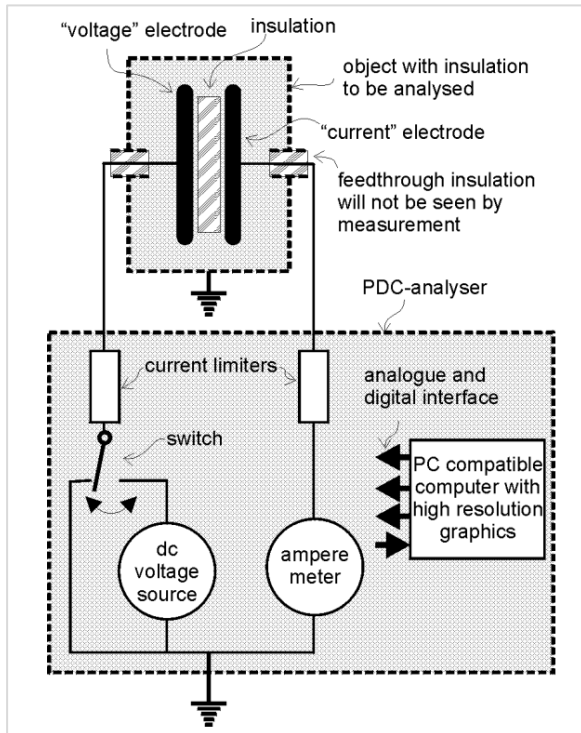 “voltage” electrode
insulation
object with insulation
to be analysed
“current” electrode
feedthrough insulation
will not be seen by
measurement
PDC-analyser
current limiters
analogue and
digital interface
switch
PC compatible
computer with
high resolution
graphics
dc
voltage
source
ampere
meter